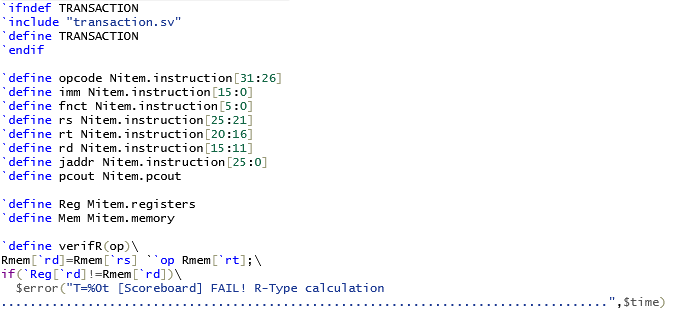 `ifndef TRANSACTION
`include "transaction.sv"
`define TRANSACTION
`endif
`define opcode Nitem.instruction[31:26]
`define imm Nitem.instruction[15:0]
`define fnct Nitem.instruction[5:0]
`define rs Nitem.instruction[25:21]
`define rt Nitem.instruction[20:16]
`define rd Nitem.instruction[15:11]
`define jaddr Nitem.instruction[25:0]
`define pcout Nitem.pcout
`define Reg Mitem.registers
`define Mem Mitem.memory
`define verifR(op)\
Rmem[`rd]=Rmem[`rs] ``op Rmem[`rt];\
if(`Reg[`rd]!=Rmem[`rd])\
$error("T=%0t [Scoreboard] FAIL! R-Type calculation
.................................................................................",$time)